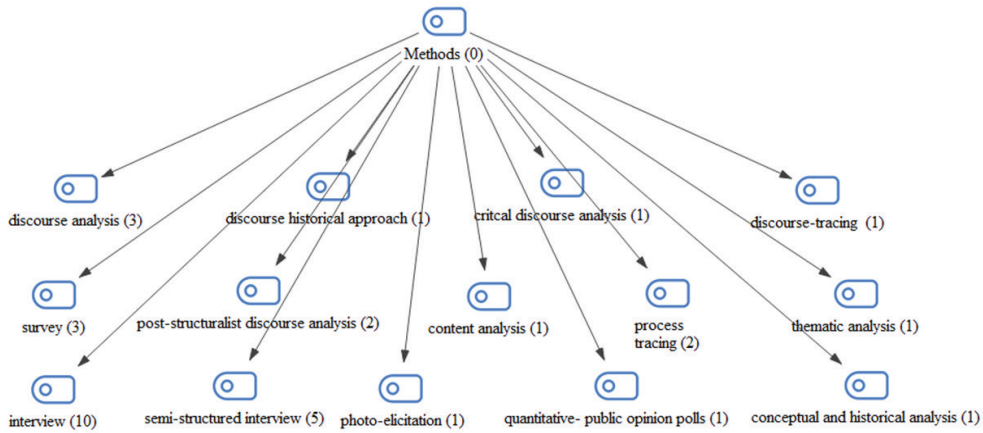 Methods (0)
discourse analysis (3)
discourse historical approach (1)
critcal discourse analysis (1)
discourse-tracing (1)
survey (3)
post-structuralist discourse analysis (2)
content analysis (1)
process
tracing (2)
thematic analysis (1)
interview (10)
semi-structured interview (5)
photo-elicitation (1)
quantitative- public opinion polls (1)
conceptual and historical analysis (1)